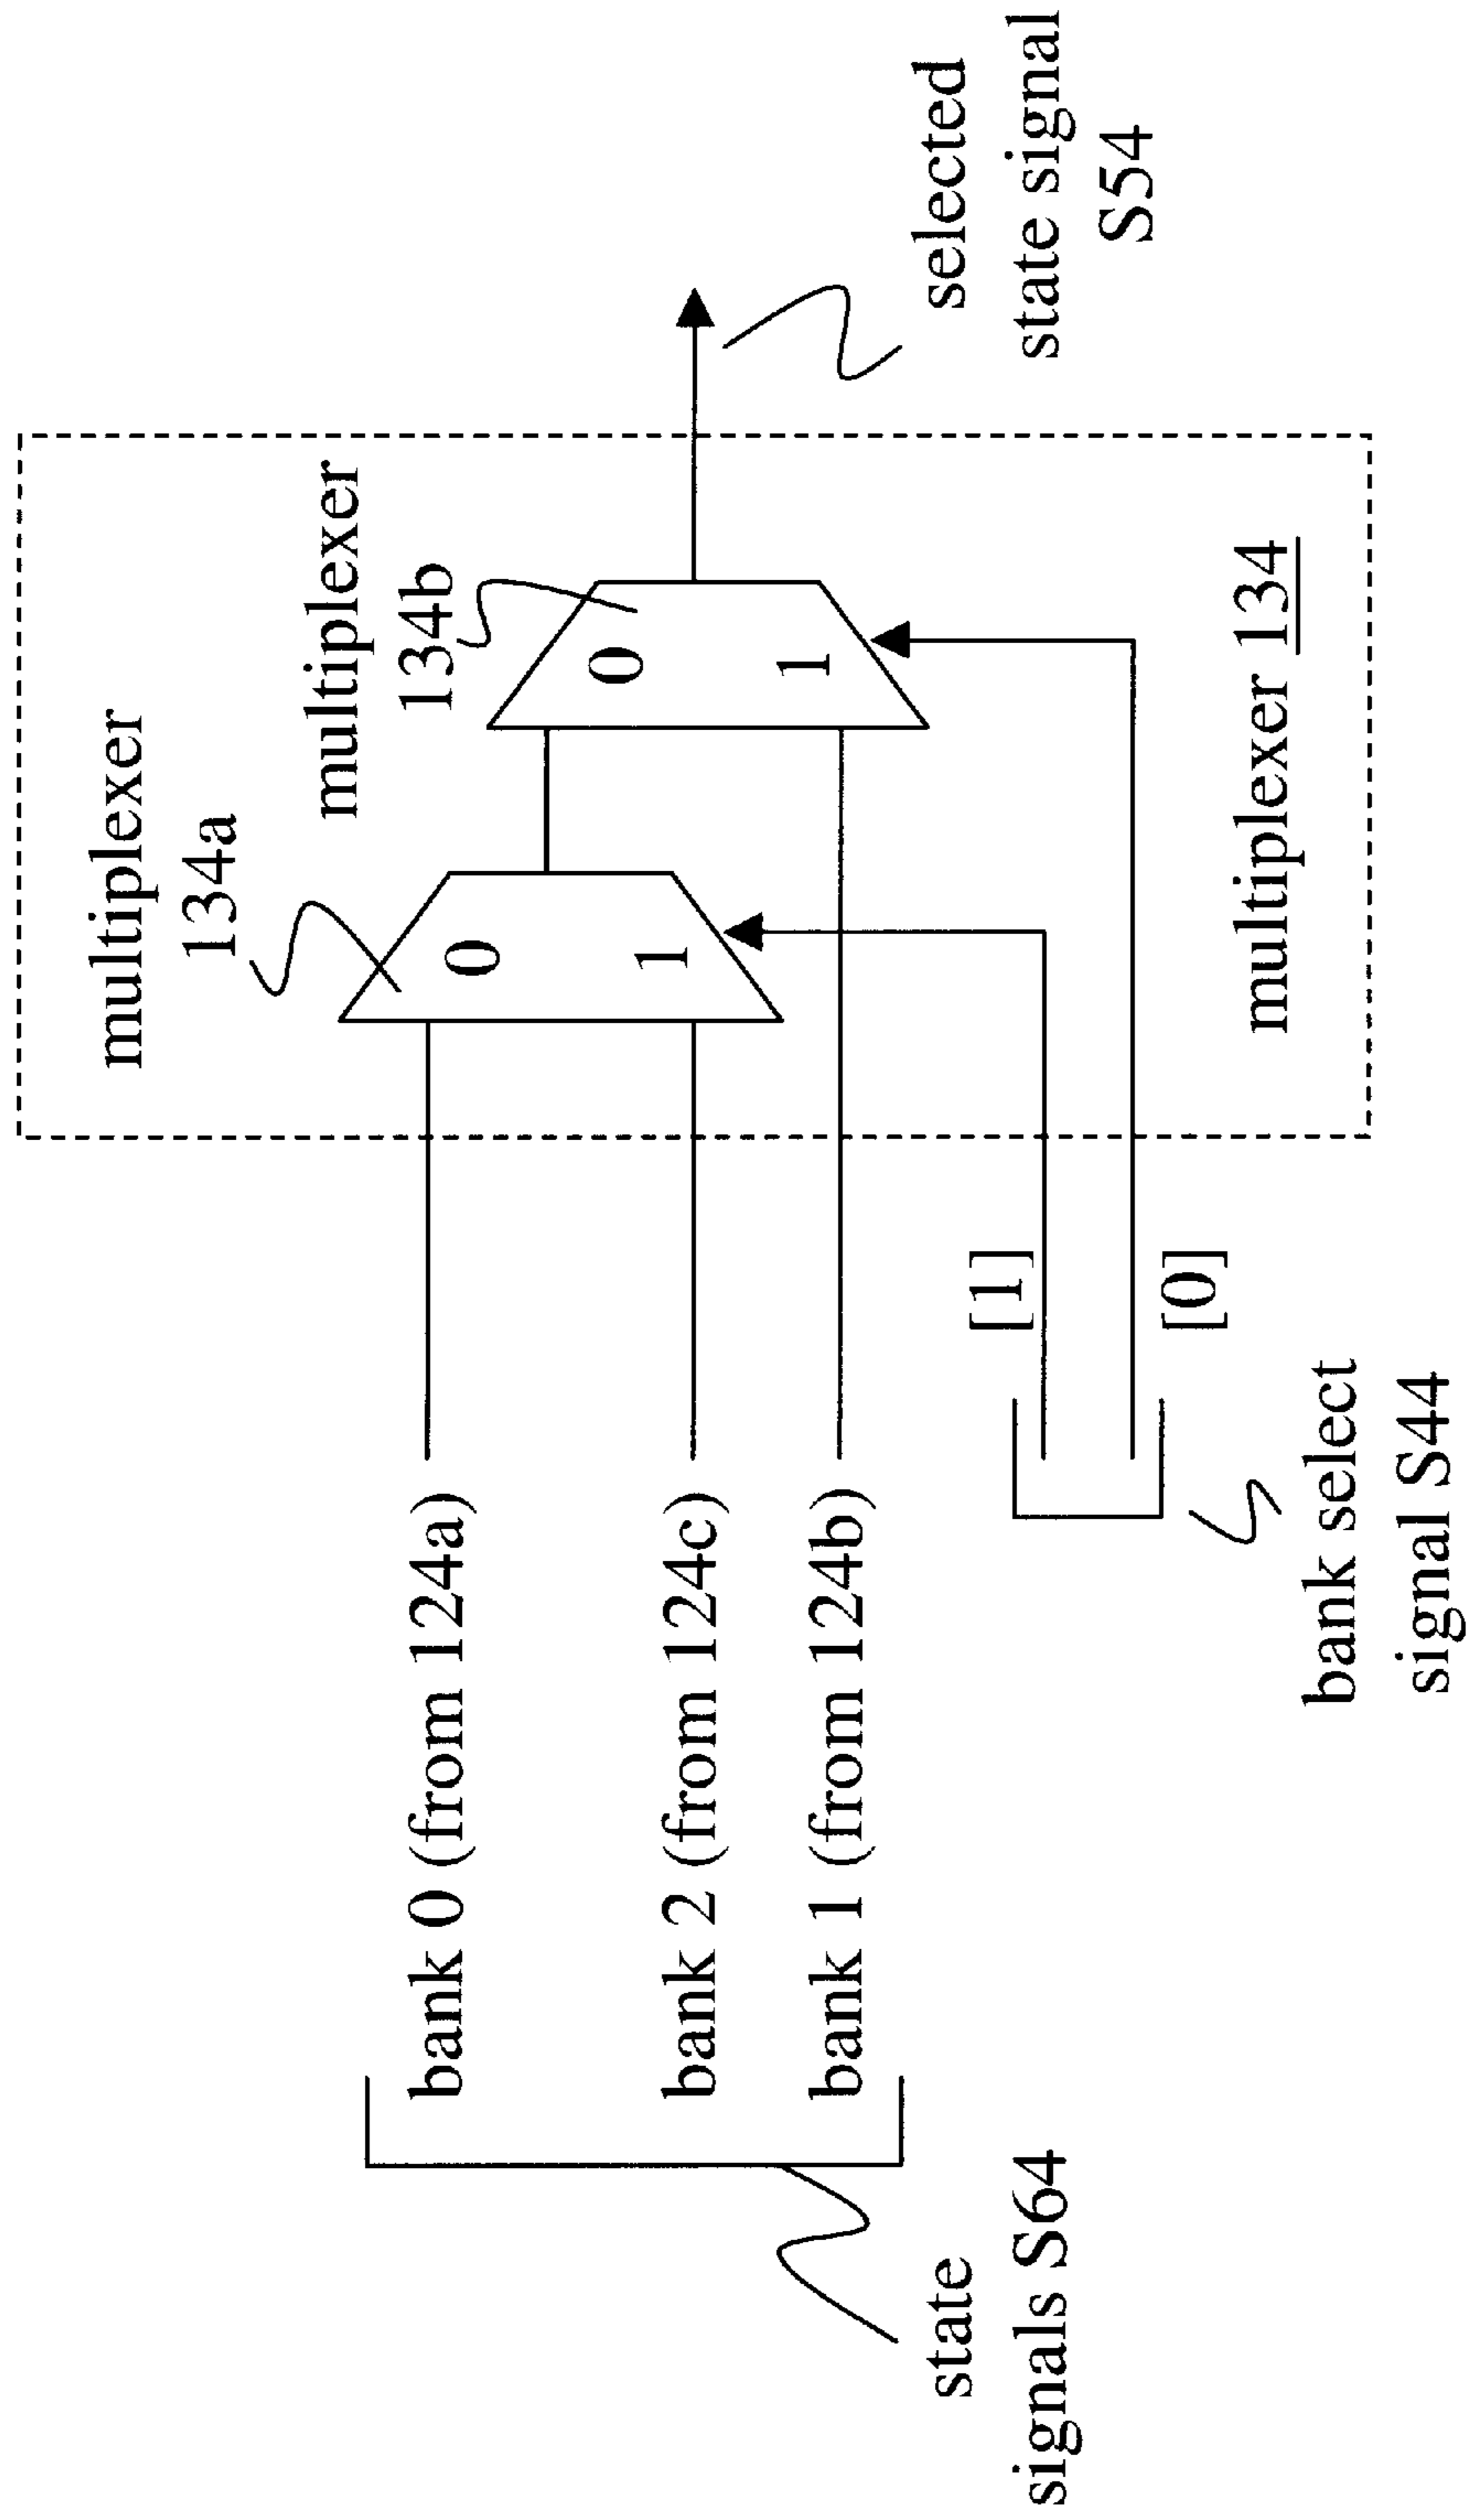 multiplexer
134a
multiplexer
134b
0
1
0
1
bank 0 (from 124a)
bank 2 (from 124c)
bank 1 (from 124b)
state
signals S64
selected
state signal
S54
[1]
[0]
bank select
signal S44
multiplexer 134